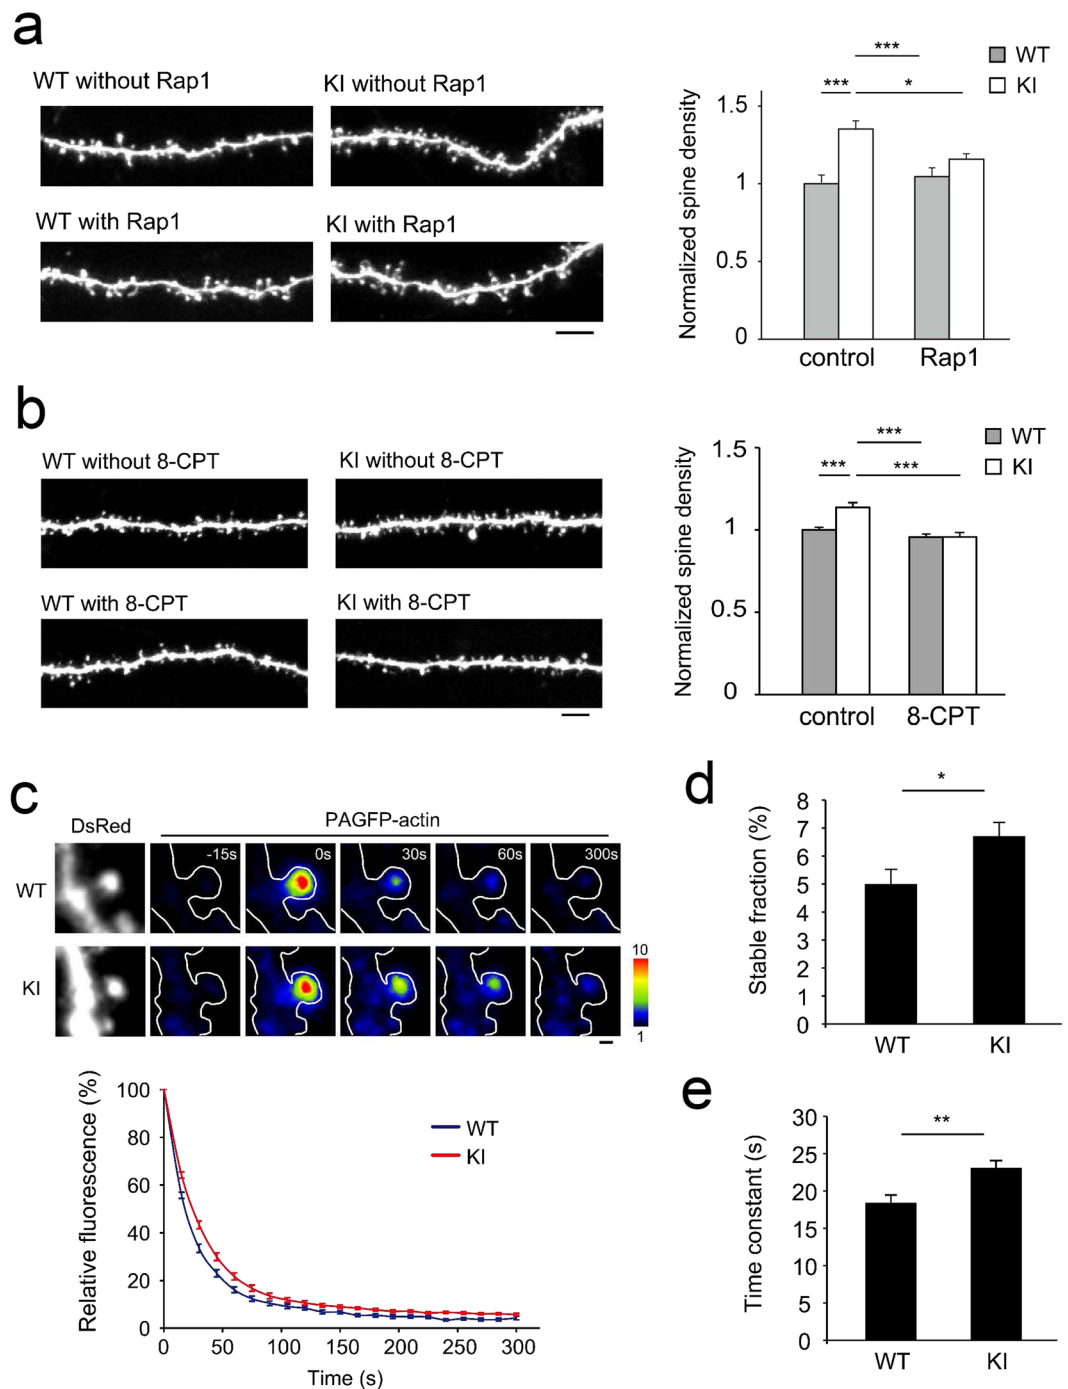 a
WT without Rap1
KI without Rap1
WT with Rap1
KI with Rap1
***
***
*
WT
KI
Normalized spine density
1.5
1
0.5
0
control
Rap1
b
WT without 8-CPT
KI without 8-CPT
WT with 8-CPT
KI with 8-CPT
***
***
***
WT
KI
Normalized spine density
1.5
1
0.5
0
control
8-CPT
c
DsRed
PAGFP-actin
-15s
0s
30s
60s
300s
WT
KI
10
1
Relative fluorescence (%)
100
80
60
40
20
0
WT
KI
0
50
100
150
200
250
300
Time (s)
d
*
Stable fraction (%)
8
7
6
5
4
3
2
1
0
WT
KI
e
**
Time constant (s)
30
25
20
15
10
5
0
WT
KI